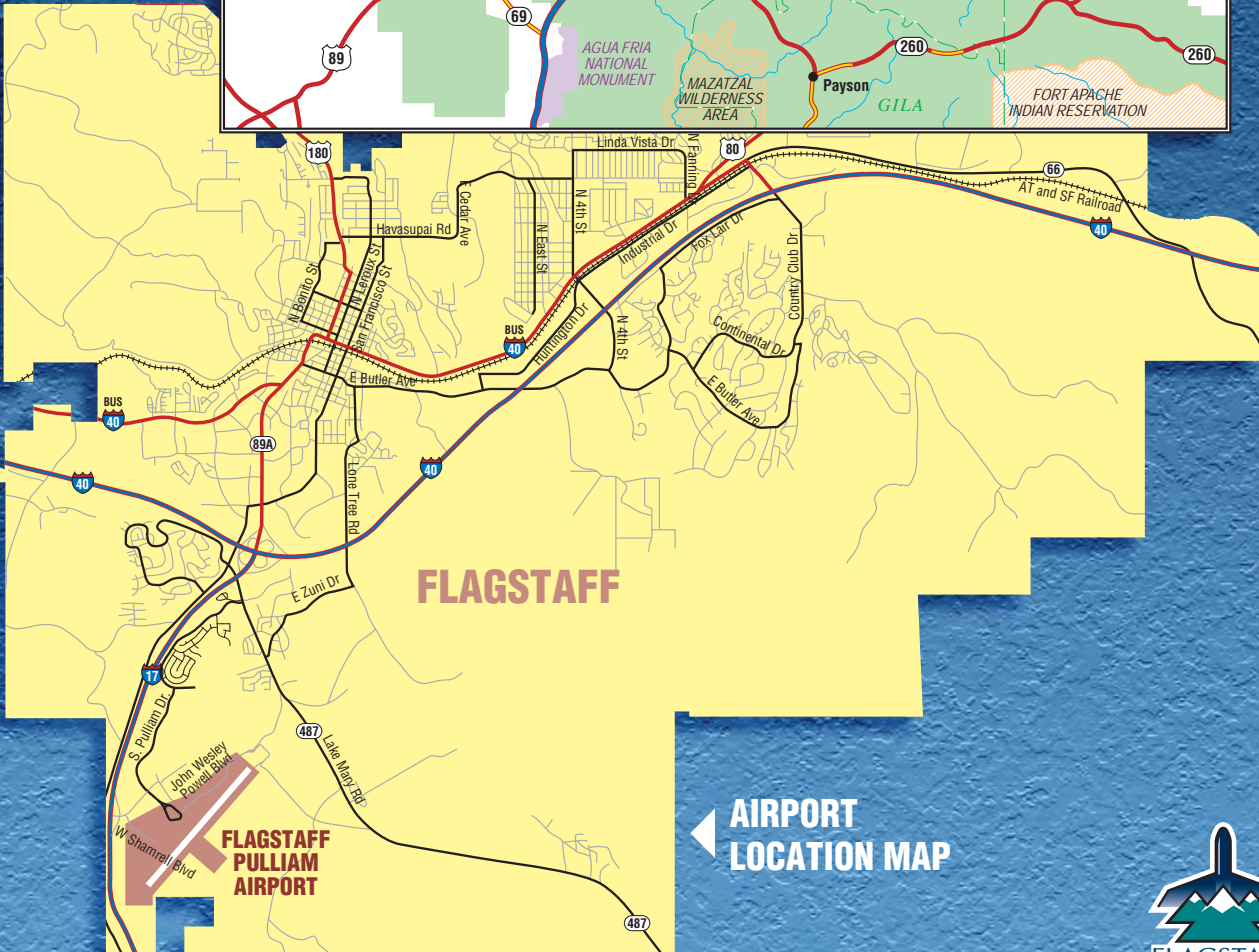 69
89
AGUA FRIA
NATIONAL
MONUMENT
MAZATZAL
WILDERNESS
AREA
Payson
260
260
GILA
FORT APACHE
INDIAN RESERVATION
180
Linda Vista Dr
N Fanning
80
66
AT and SF Railroad
40
E Cedar Ave
N 4th St
Havasupai Rd
N East St
Industrial Dr
Fox Lair Dr
Country Club Dr
N Bonito St
N Leroux St
San Francisco St
BUS
40
Huntington Dr
N 4th St
Continental Dr
E Butler Ave
E Butler Ave
BUS
40
89A
40
40
Lone Tree Rd
E Zuni Dr
FLAGSTAFF
17
S. Pulliam Dr.
487
Lake Mary Rd
John Wesley
Powell Blvd
W Shamrell Blvd
FLAGSTAFF
PULLIAM
AIRPORT
AIRPORT
LOCATION MAP
487